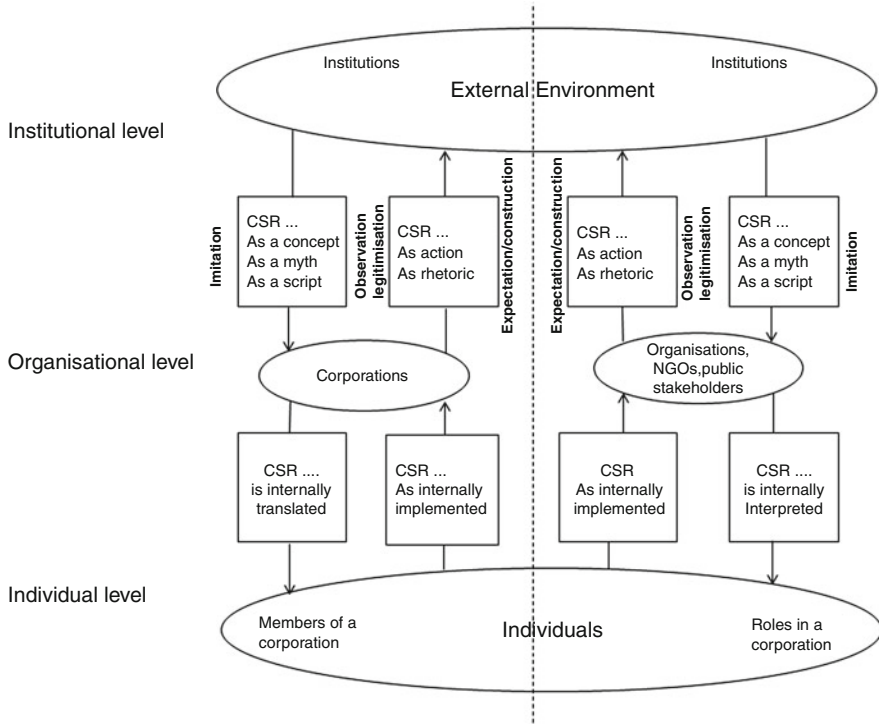 Institutions
Institutions
External Environment
Institutional level
Imitation
CSR ...
As a concept
As a myth
As a script
Observation
legitimisation
CSR ...
As action
As rhetoric
Expectation/construction
Expectation/construction
CSR ...
As action
As rhetoric
Observation
legitimisation
CSR ...
As a concept
As a myth
As a script
Imitation
Organisational level
Corporations
Organisations,
NGOs,public
stakeholders
CSR ....
is internally
translated
CSR ...
As internally
implemented
CSR
As internally
implemented
CSR ....
is internally
Interpreted
Individual level
Members of a
corporation
Individuals
Roles in a
corporation